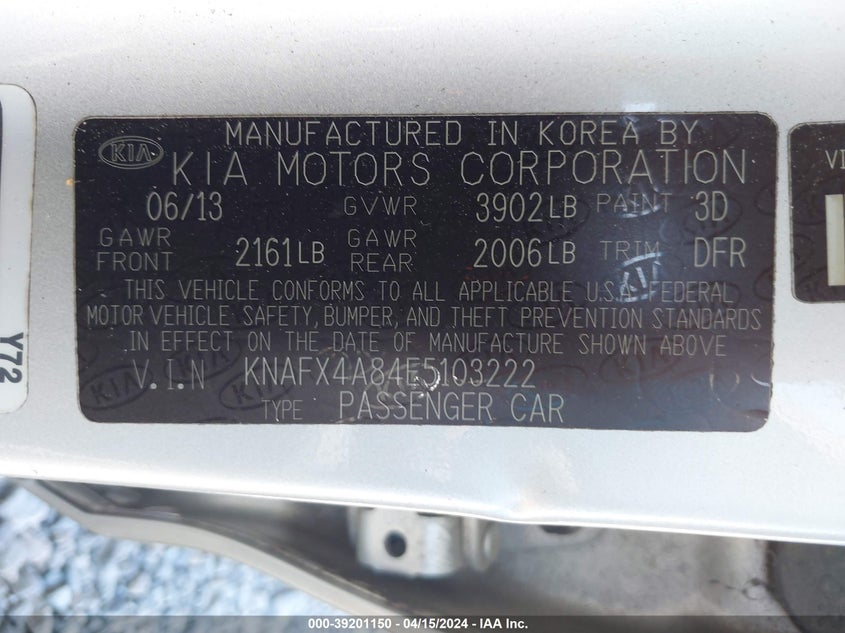 MANUFACTURED IN KOREA BY
KIA KIA MOTORS CORPORATION
06/13 GVWR 3902LB PAINT 3D
GAWR FRONT 2161LB GAWR REAR 2006LB TRIM DFR
THIS VEHICLE CONFORMS TO ALL APPLICABLE U.S.A. FEDERAL
MOTOR VEHICLE SAFETY, BUMPER, AND THEFT PREVENTION STANDARDS
IN EFFECT ON THE DATE OF MANUFACTURE SHOWN ABOVE
V.I.N KNAFX4A84E5103222
TYPE PASSENGER CAR
Y72
VI
000-39201150 - 04/15/2024 - IAA Inc.